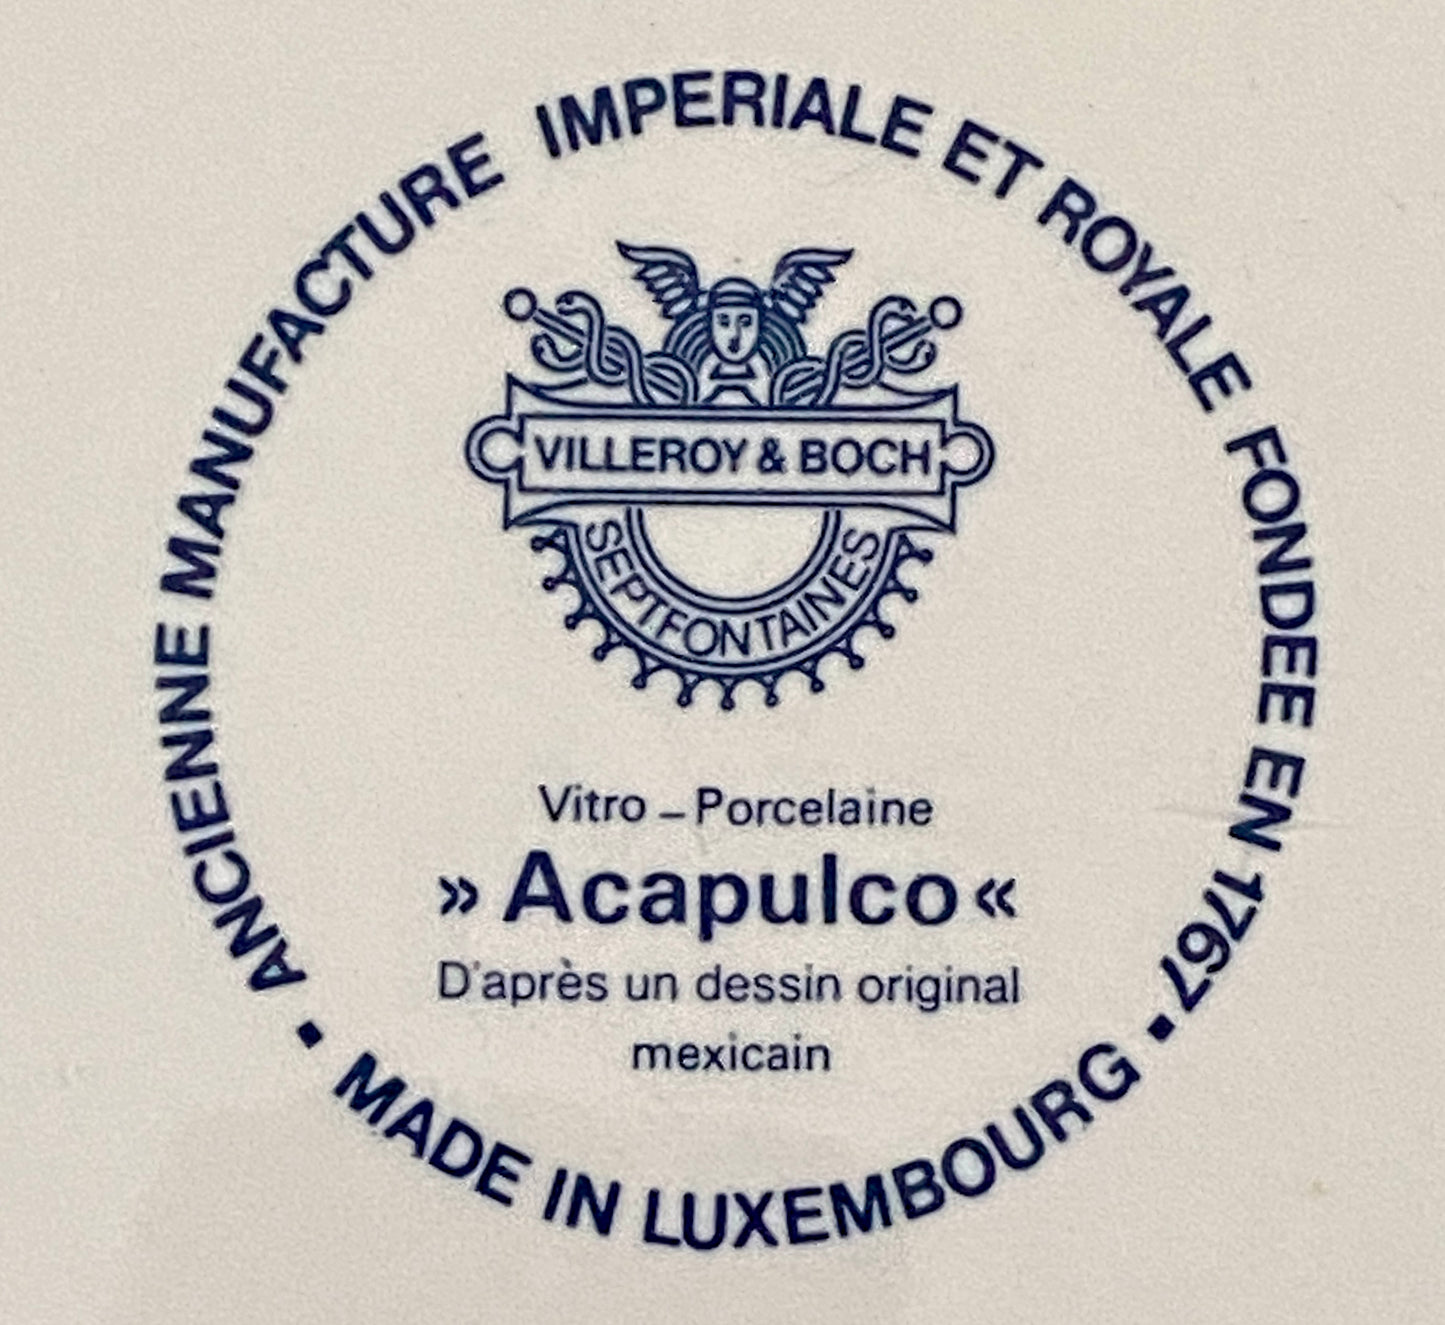 ANCIENNE MANUFACTURE IMPERIALE ET ROYALE FONDEE EN 1767
• MADE IN LUXEMBOURG •
VILLEROY & BOCH
SEPTFONTAINES
Vitro – Porcelaine
» Acapulco «
D'après un dessin original
mexicain